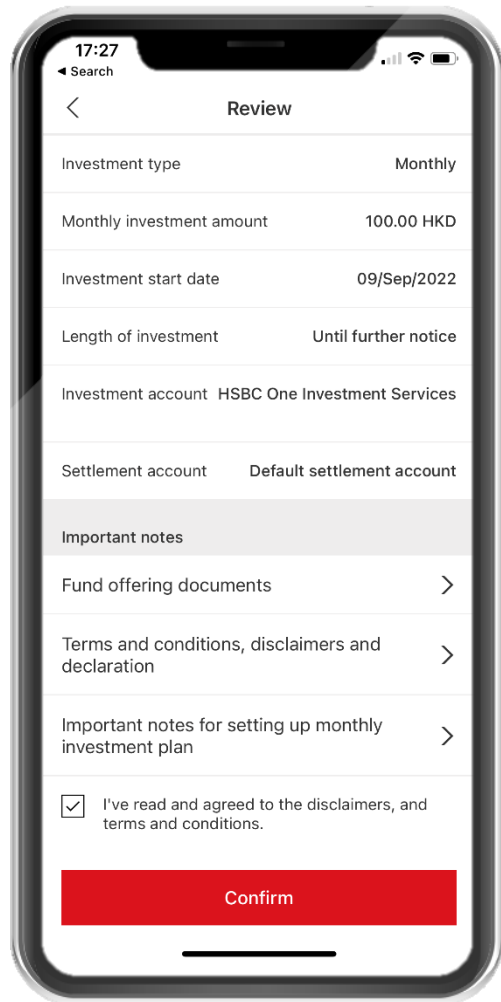 17:27
◀ Search
Review
Investment type Monthly
Monthly investment amount 100.00 HKD
Investment start date 09/Sep/2022
Length of investment Until further notice
Investment account HSBC One Investment Services
Settlement account Default settlement account
Important notes
Fund offering documents
Terms and conditions, disclaimers and
declaration
Important notes for setting up monthly
investment plan
I've read and agreed to the disclaimers, and
terms and conditions.
Confirm